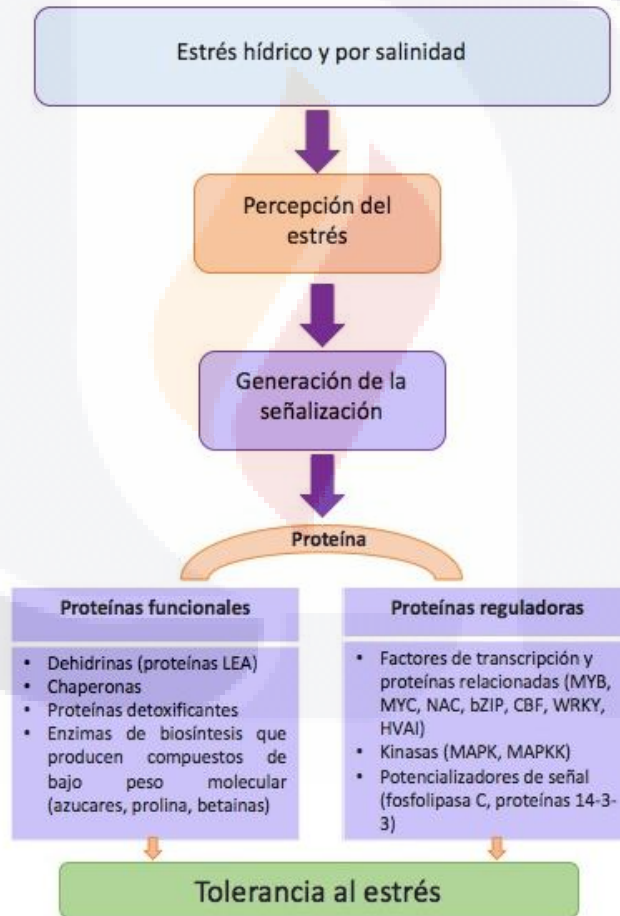 Estrés hídrico y por salinidad
Percepción del
estrés
Generación de la
señalización
Proteína
Proteínas funcionales
• Dehidrinas (proteínas LEA)
• Chaperonas
• Proteínas detoxificantes
• Enzimas de biosíntesis que
producen compuestos de
bajo peso molecular
(azucares, prolina, betainas)
Proteínas reguladoras
• Factores de transcripción y
proteínas relacionadas (MYB,
MYC, NAC, bZIP, CBF, WRKY,
HVAI)
• Kinasas (MAPK, MAPKK)
• Potencializadores de señal
(fosfolipasa C, proteínas 14-3-
3)
Tolerancia al estrés